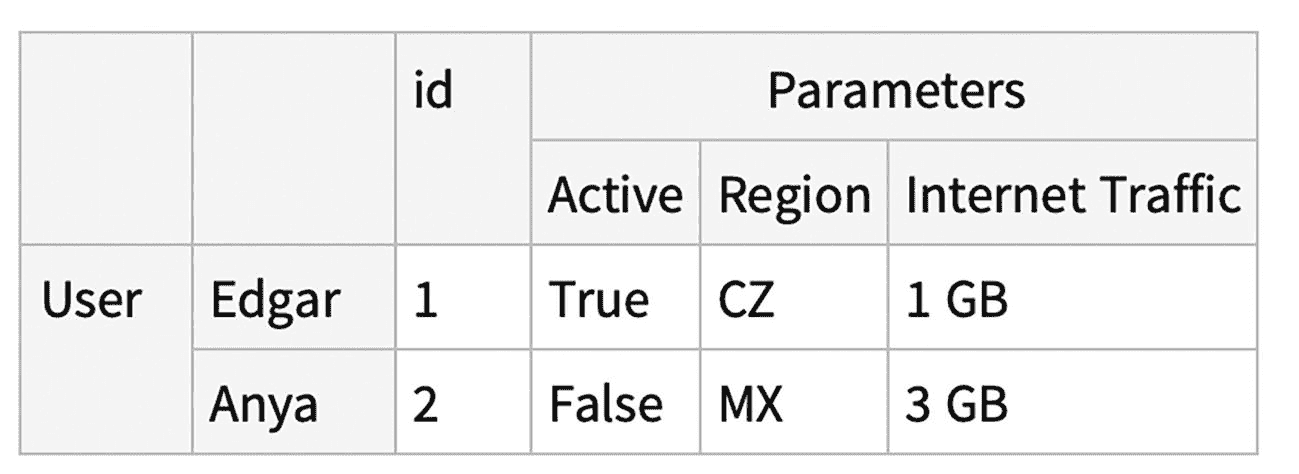 id Parameters
Active Region Internet Traffic
User Edgar 1 True CZ 1 GB
Anya 2 False MX 3 GB